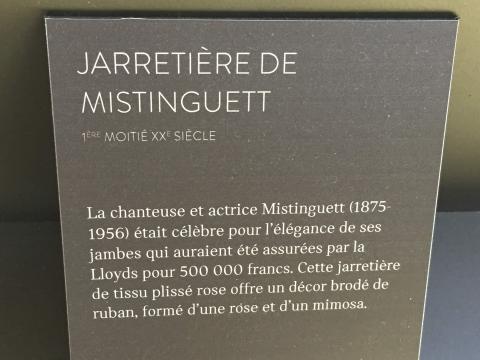 JARRETIÈRE DE
MISTINGUETT
1ÈRE MOITIÉ XXE SIÈCLE
La chanteuse et actrice Mistinguett (1875-
1956) était célèbre pour l'élégance de ses
jambes qui auraient été assurées par la
Lloyds pour 500 000 francs. Cette jarretière
de tissu plissé rose offre un décor brodé de
ruban, formé d'une rose et d'un mimosa.